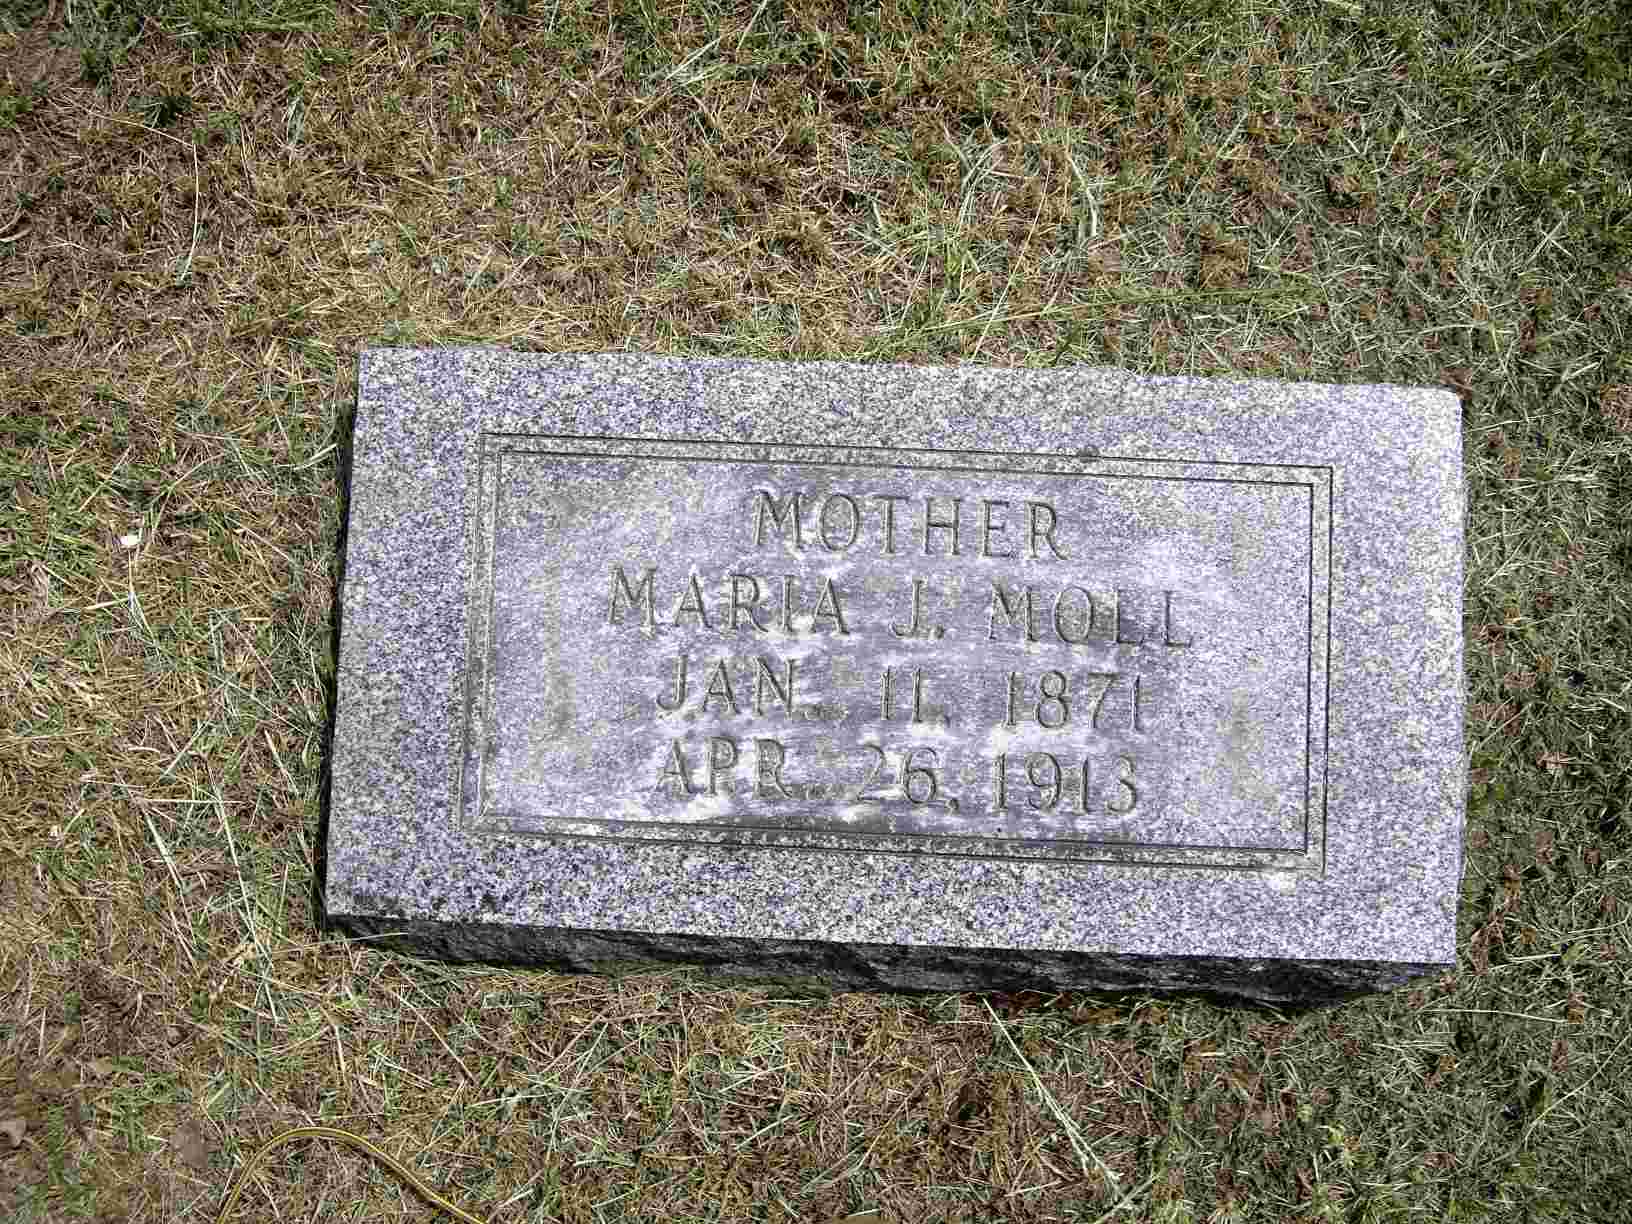 MOTHER
MARIA J. MOLL
JAN. 11, 1871
APR. 26, 1913